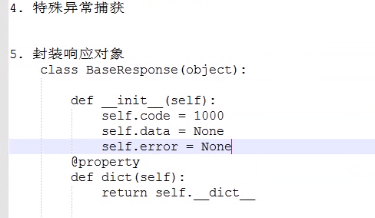 4. 特殊异常捕获
5. 封装响应对象
class BaseResponse(object):
def __init__(self):
self.code = 1000
self.data = None
self.error = None
@property
def dict(self):
return self.__dict__